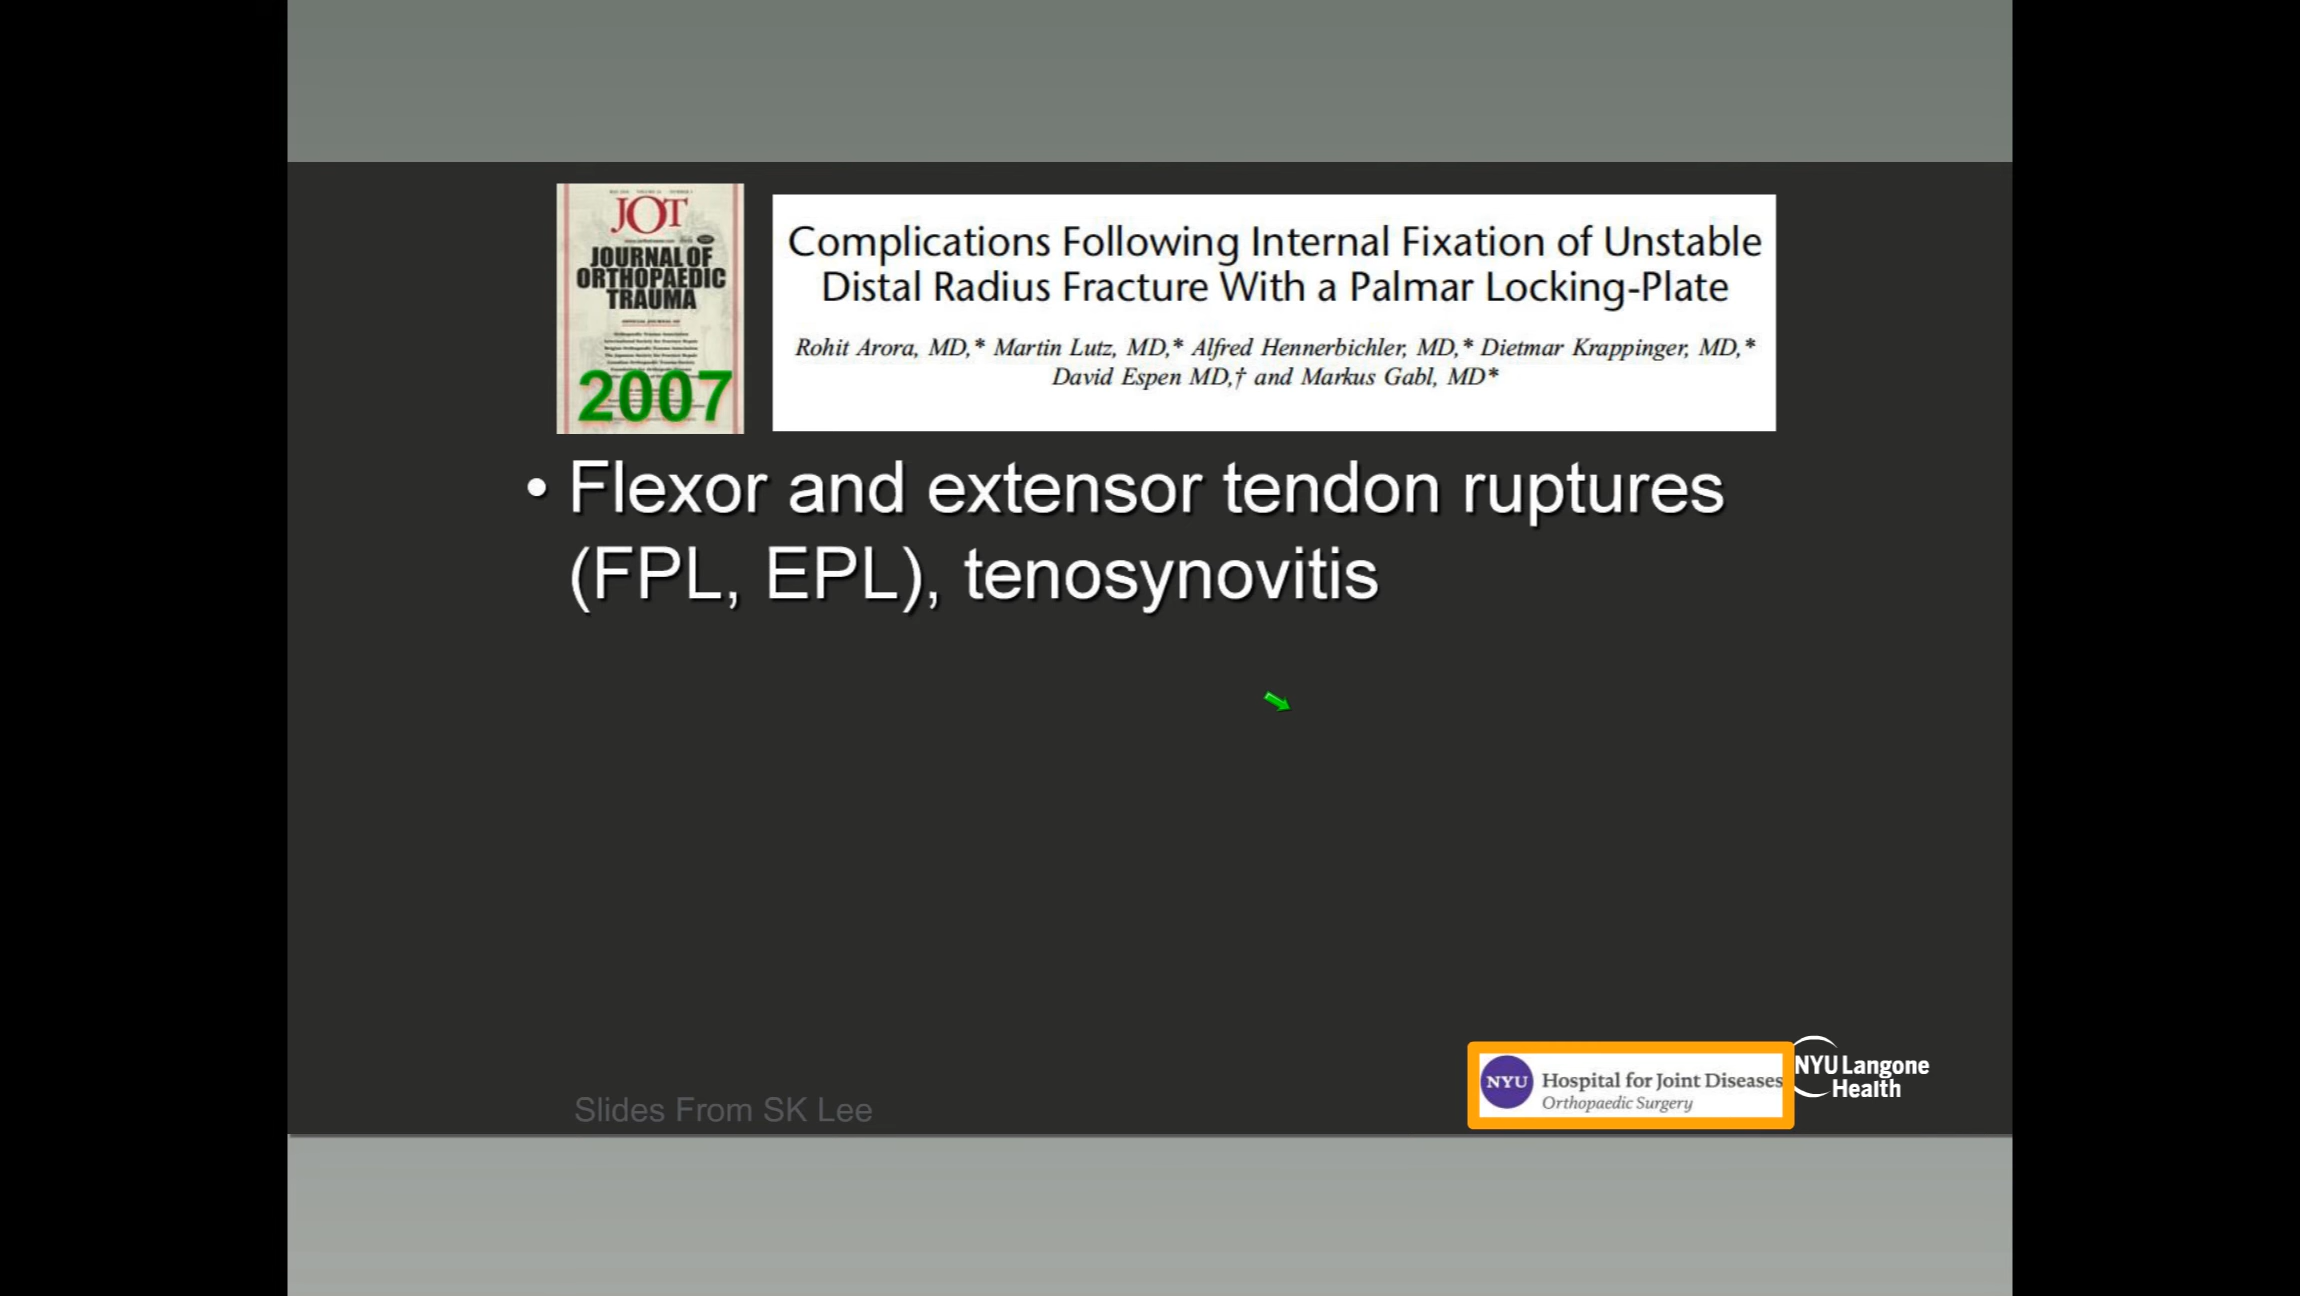 JOT
JOURNAL OF
ORTHOPAEDIC
TRAUMA
2007
Complications Following Internal Fixation of Unstable
Distal Radius Fracture With a Palmar Locking-Plate
Rohit Arora, MD,* Martin Lutz, MD,* Alfred Hennerbichler, MD,* Dietmar Krappinger, MD,*
David Espen MD,† and Markus Gabl, MD*
• Flexor and extensor tendon ruptures
(FPL, EPL), tenosynovitis
Slides From SK Lee
NYU Hospital for Joint Diseases
Orthopaedic Surgery
NYU Langone
Health